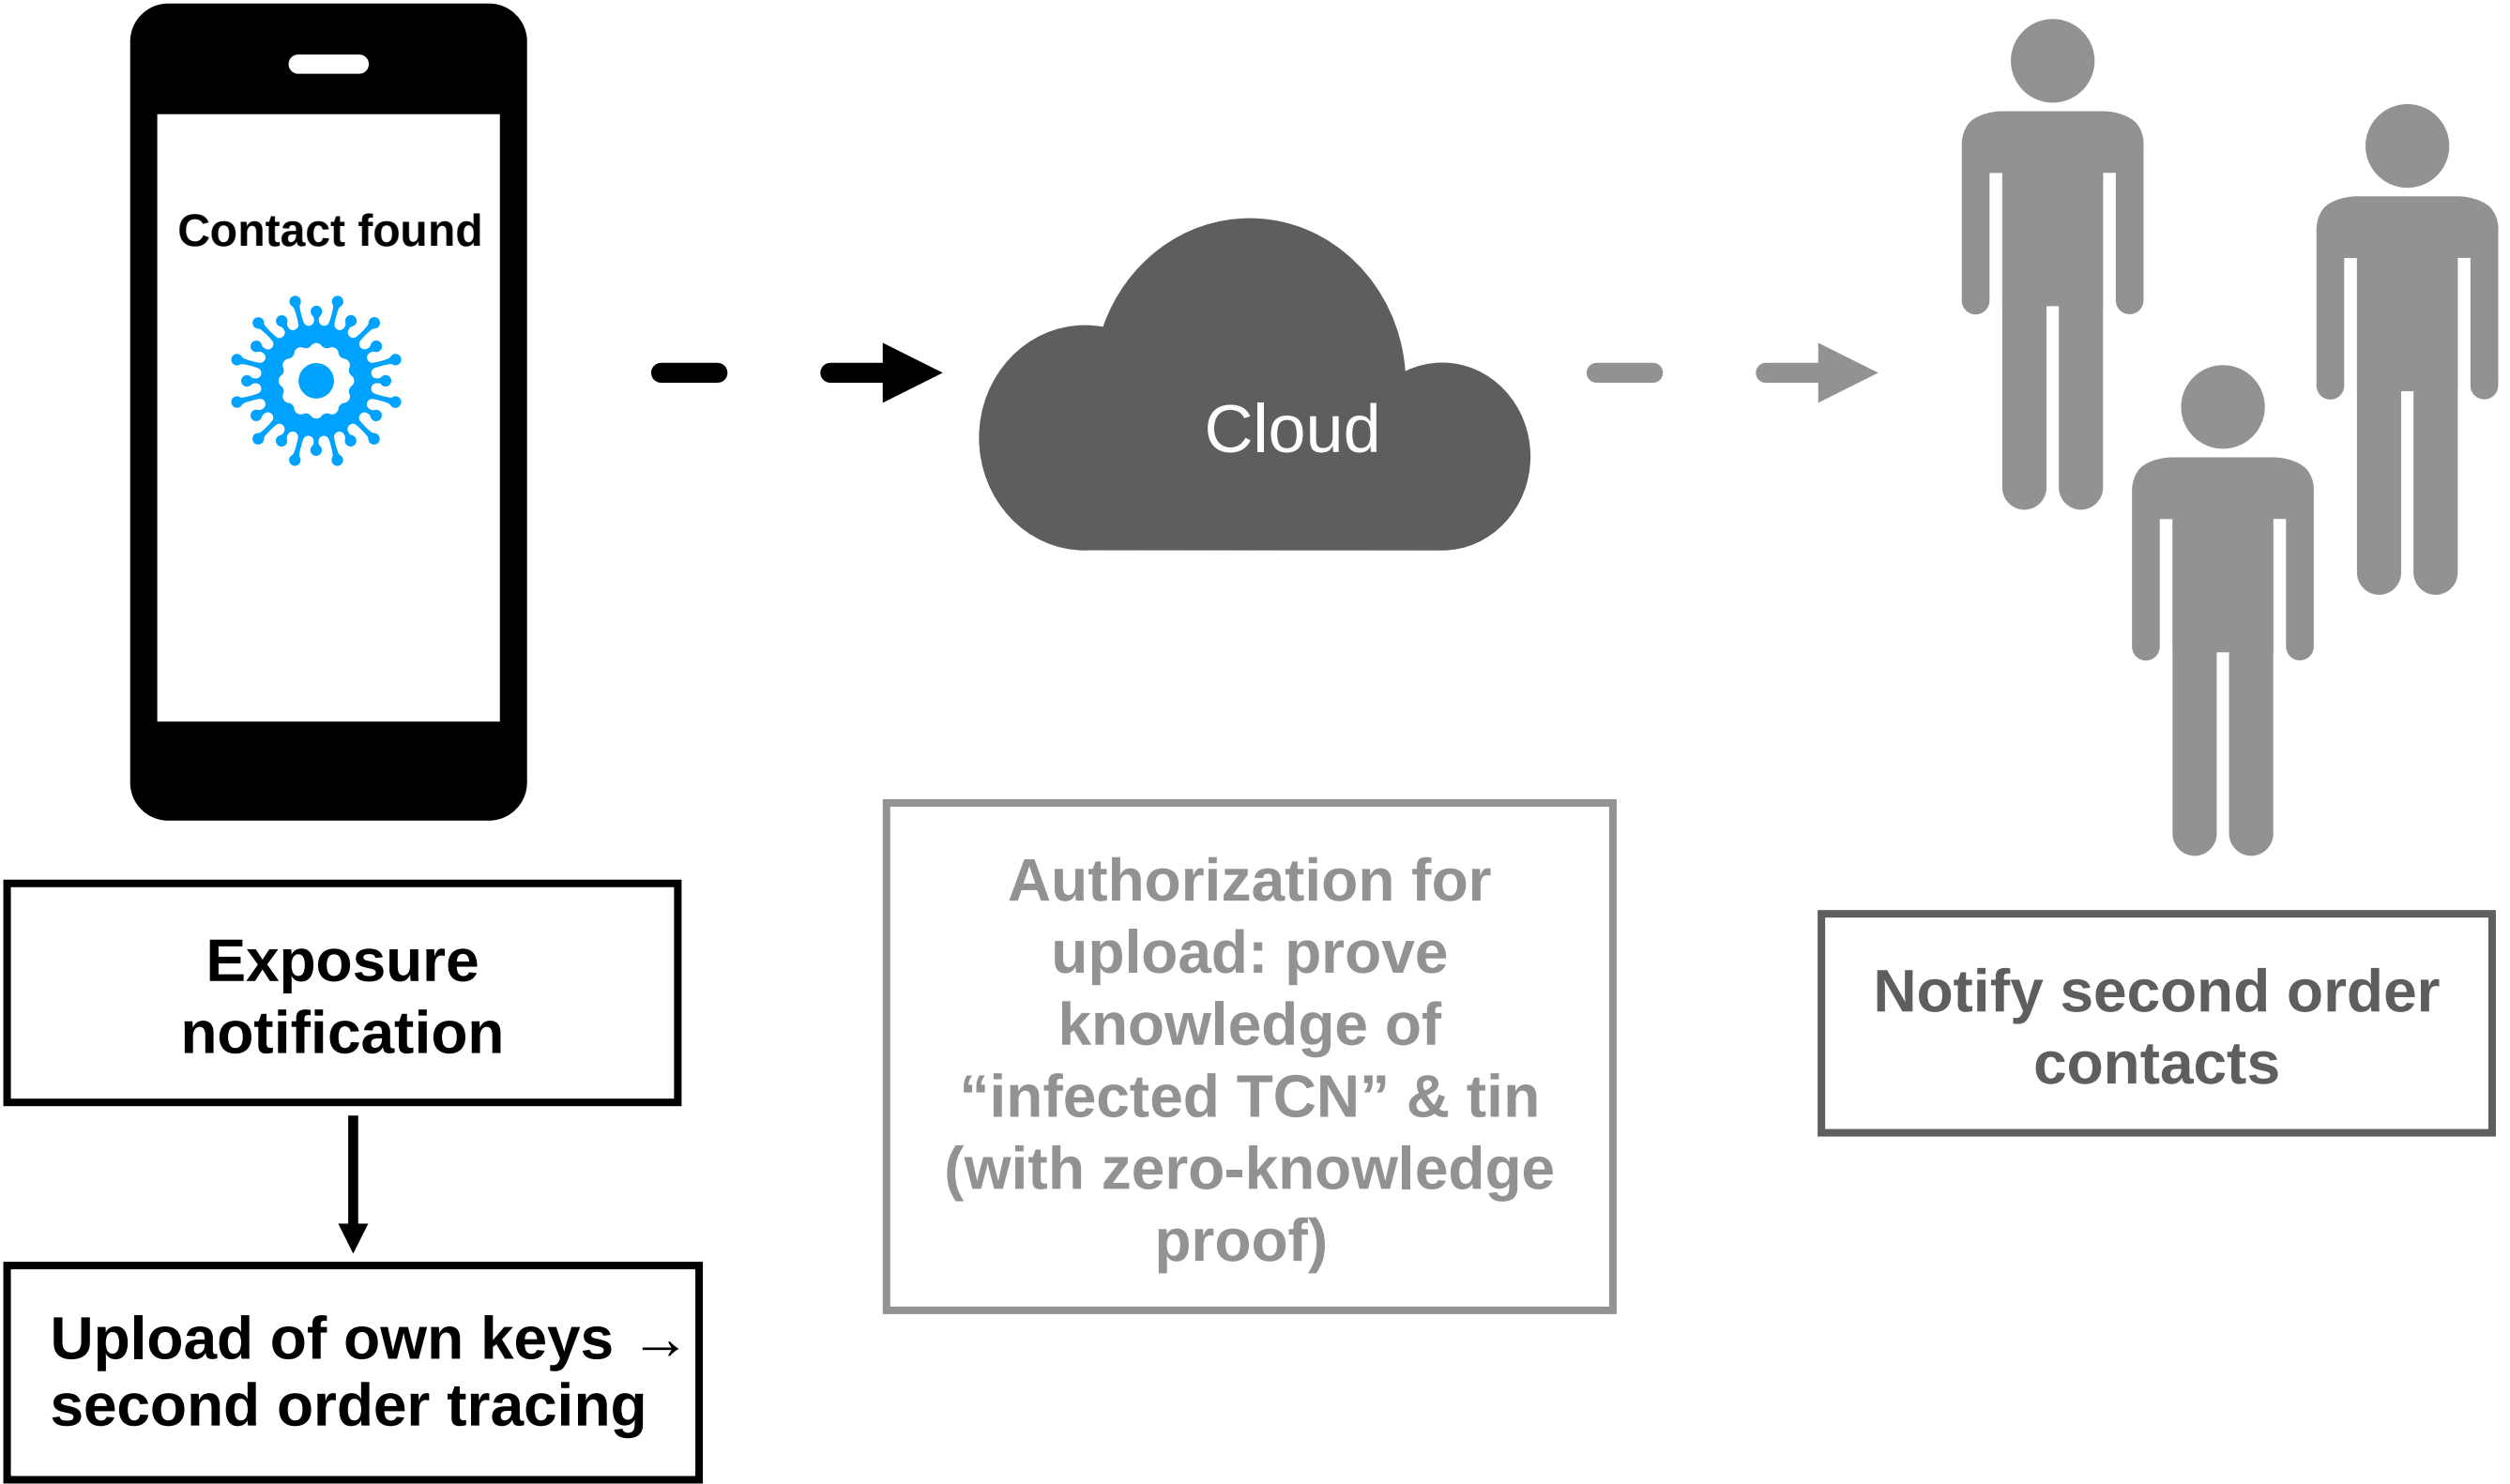 Contact found
Cloud
Exposure
notification
Upload of own keys →
second order tracing
Authorization for
upload: prove
knowledge of
“infected TCN” & tin
(with zero-knowledge
proof)
Notify second order
contacts